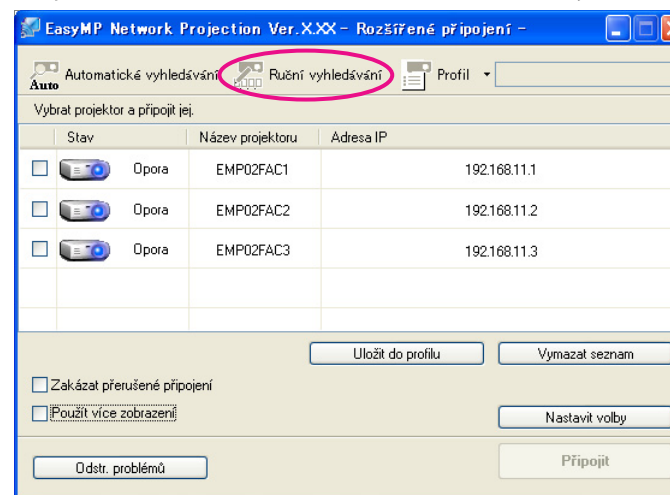 EasyMP Network Projection Ver.X.XX – Rozšířené připojení –
Auto Automatické vyhledávání Ruční vyhledávání Profil
Vybrat projektor a připojit jej.
Stav Název projektoru Adresa IP
Opora EMP02FAC1 192.168.11.1
Opora EMP02FAC2 192.168.11.2
Opora EMP02FAC3 192.168.11.3
Uložit do profilu Vymazat seznam
Zakázat přerušené připojení
Použít více zobrazení
Nastavit volby
Odstr. problémů Připojit